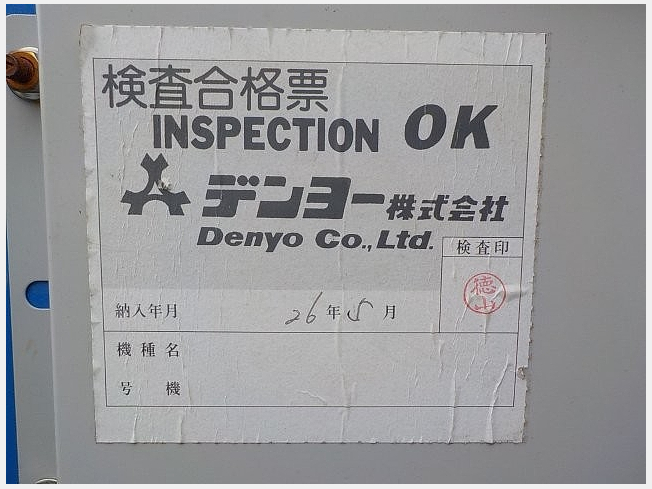 検査合格票
INSPECTION OK
デンヨー株式会社
Denyo Co.,Ltd.
検査印
徳山
納入年月 26年5月
機種名
号機